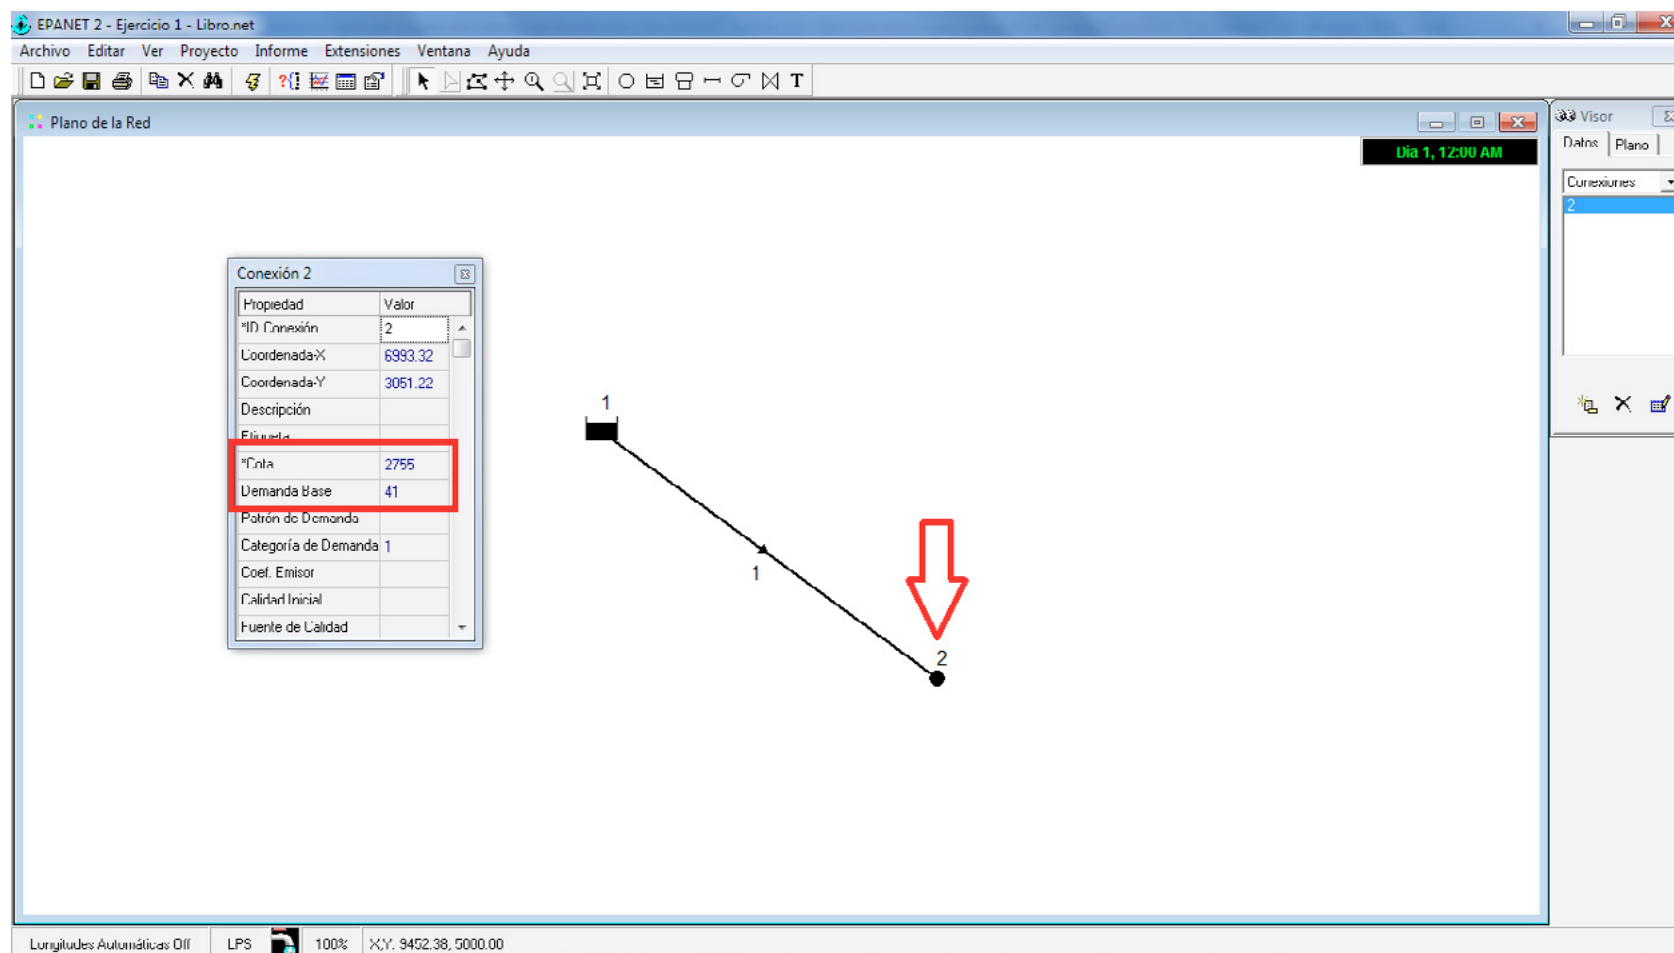 EPANET 2 - Ejercicio 1 - Libro.net
Archivo Editar Ver Proyecto Informe Extensiones Ventana Ayuda
T
Plano de la Red
Día 1, 12:00 AM
Visor
Datos Plano
Conexiones
2
Conexión 2
Propiedad Valor
*ID Conexión 2
Coordenada-X 6993.32
Coordenada-Y 3051.22
Descripción
Etiqueta
*Cota 2755
Demanda Base 41
Patrón de Demanda
Categoría de Demanda 1
Coef. Emisor
Calidad Inicial
Fuente de Calidad
1
1
2
Longitudes Automáticas Off LPS 100% X,Y: 9452.38, 5000.00